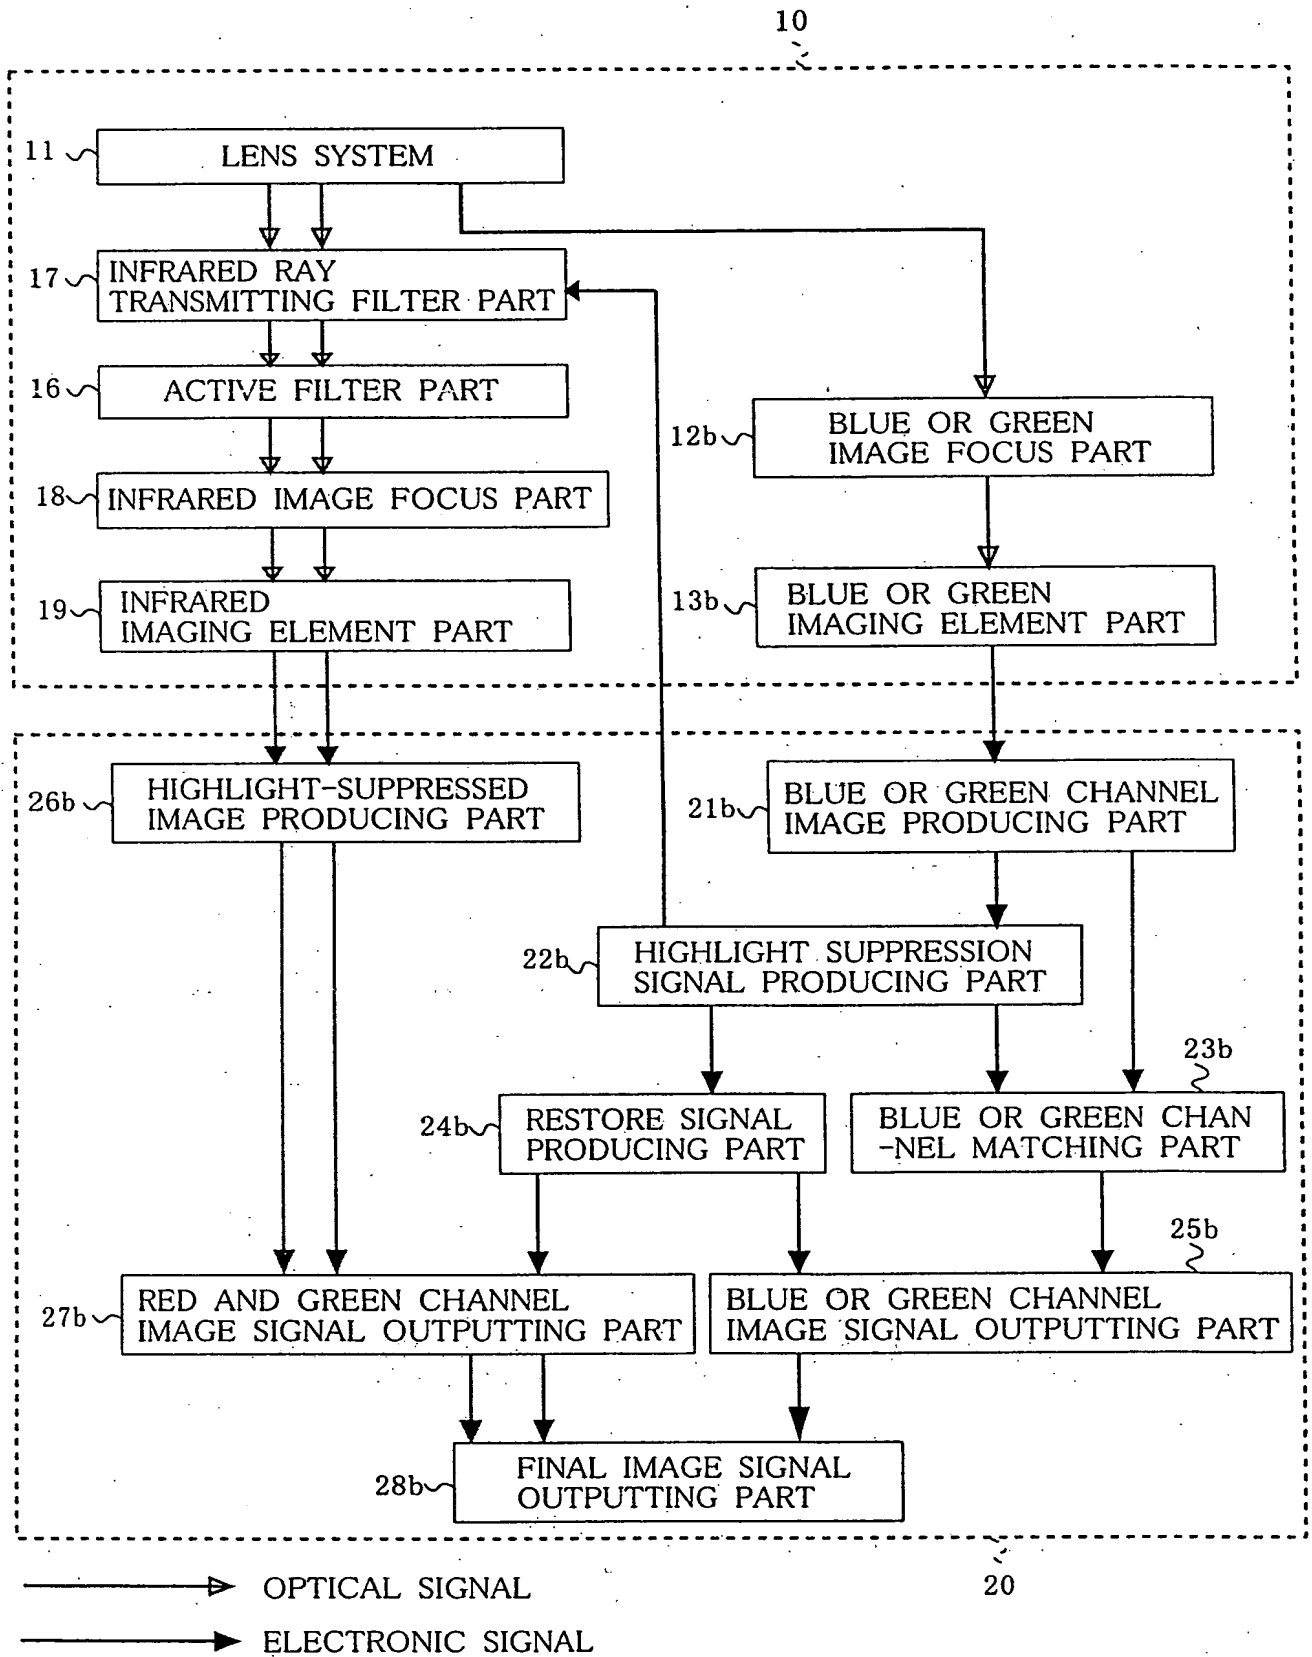 10
11
LENS SYSTEM
17
INFRARED RAY
TRANSMITTING FILTER PART
16
ACTIVE FILTER PART
12b
BLUE OR GREEN
IMAGE FOCUS PART
18
INFRARED IMAGE FOCUS PART
19
INFRARED
IMAGING ELEMENT PART
13b
BLUE OR GREEN
IMAGING ELEMENT PART
26b
HIGHLIGHT-SUPPRESSED
IMAGE PRODUCING PART
21b
BLUE OR GREEN CHANNEL
IMAGE PRODUCING PART
22b
HIGHLIGHT SUPPRESSION
SIGNAL PRODUCING PART
23b
24b
RESTORE SIGNAL
PRODUCING PART
BLUE OR GREEN CHAN
-NEL MATCHING PART
25b
27b
RED AND GREEN CHANNEL
IMAGE SIGNAL OUTPUTTING PART
BLUE OR GREEN CHANNEL
IMAGE SIGNAL OUTPUTTING PART
28b
FINAL IMAGE SIGNAL
OUTPUTTING PART
20
OPTICAL SIGNAL
ELECTRONIC SIGNAL